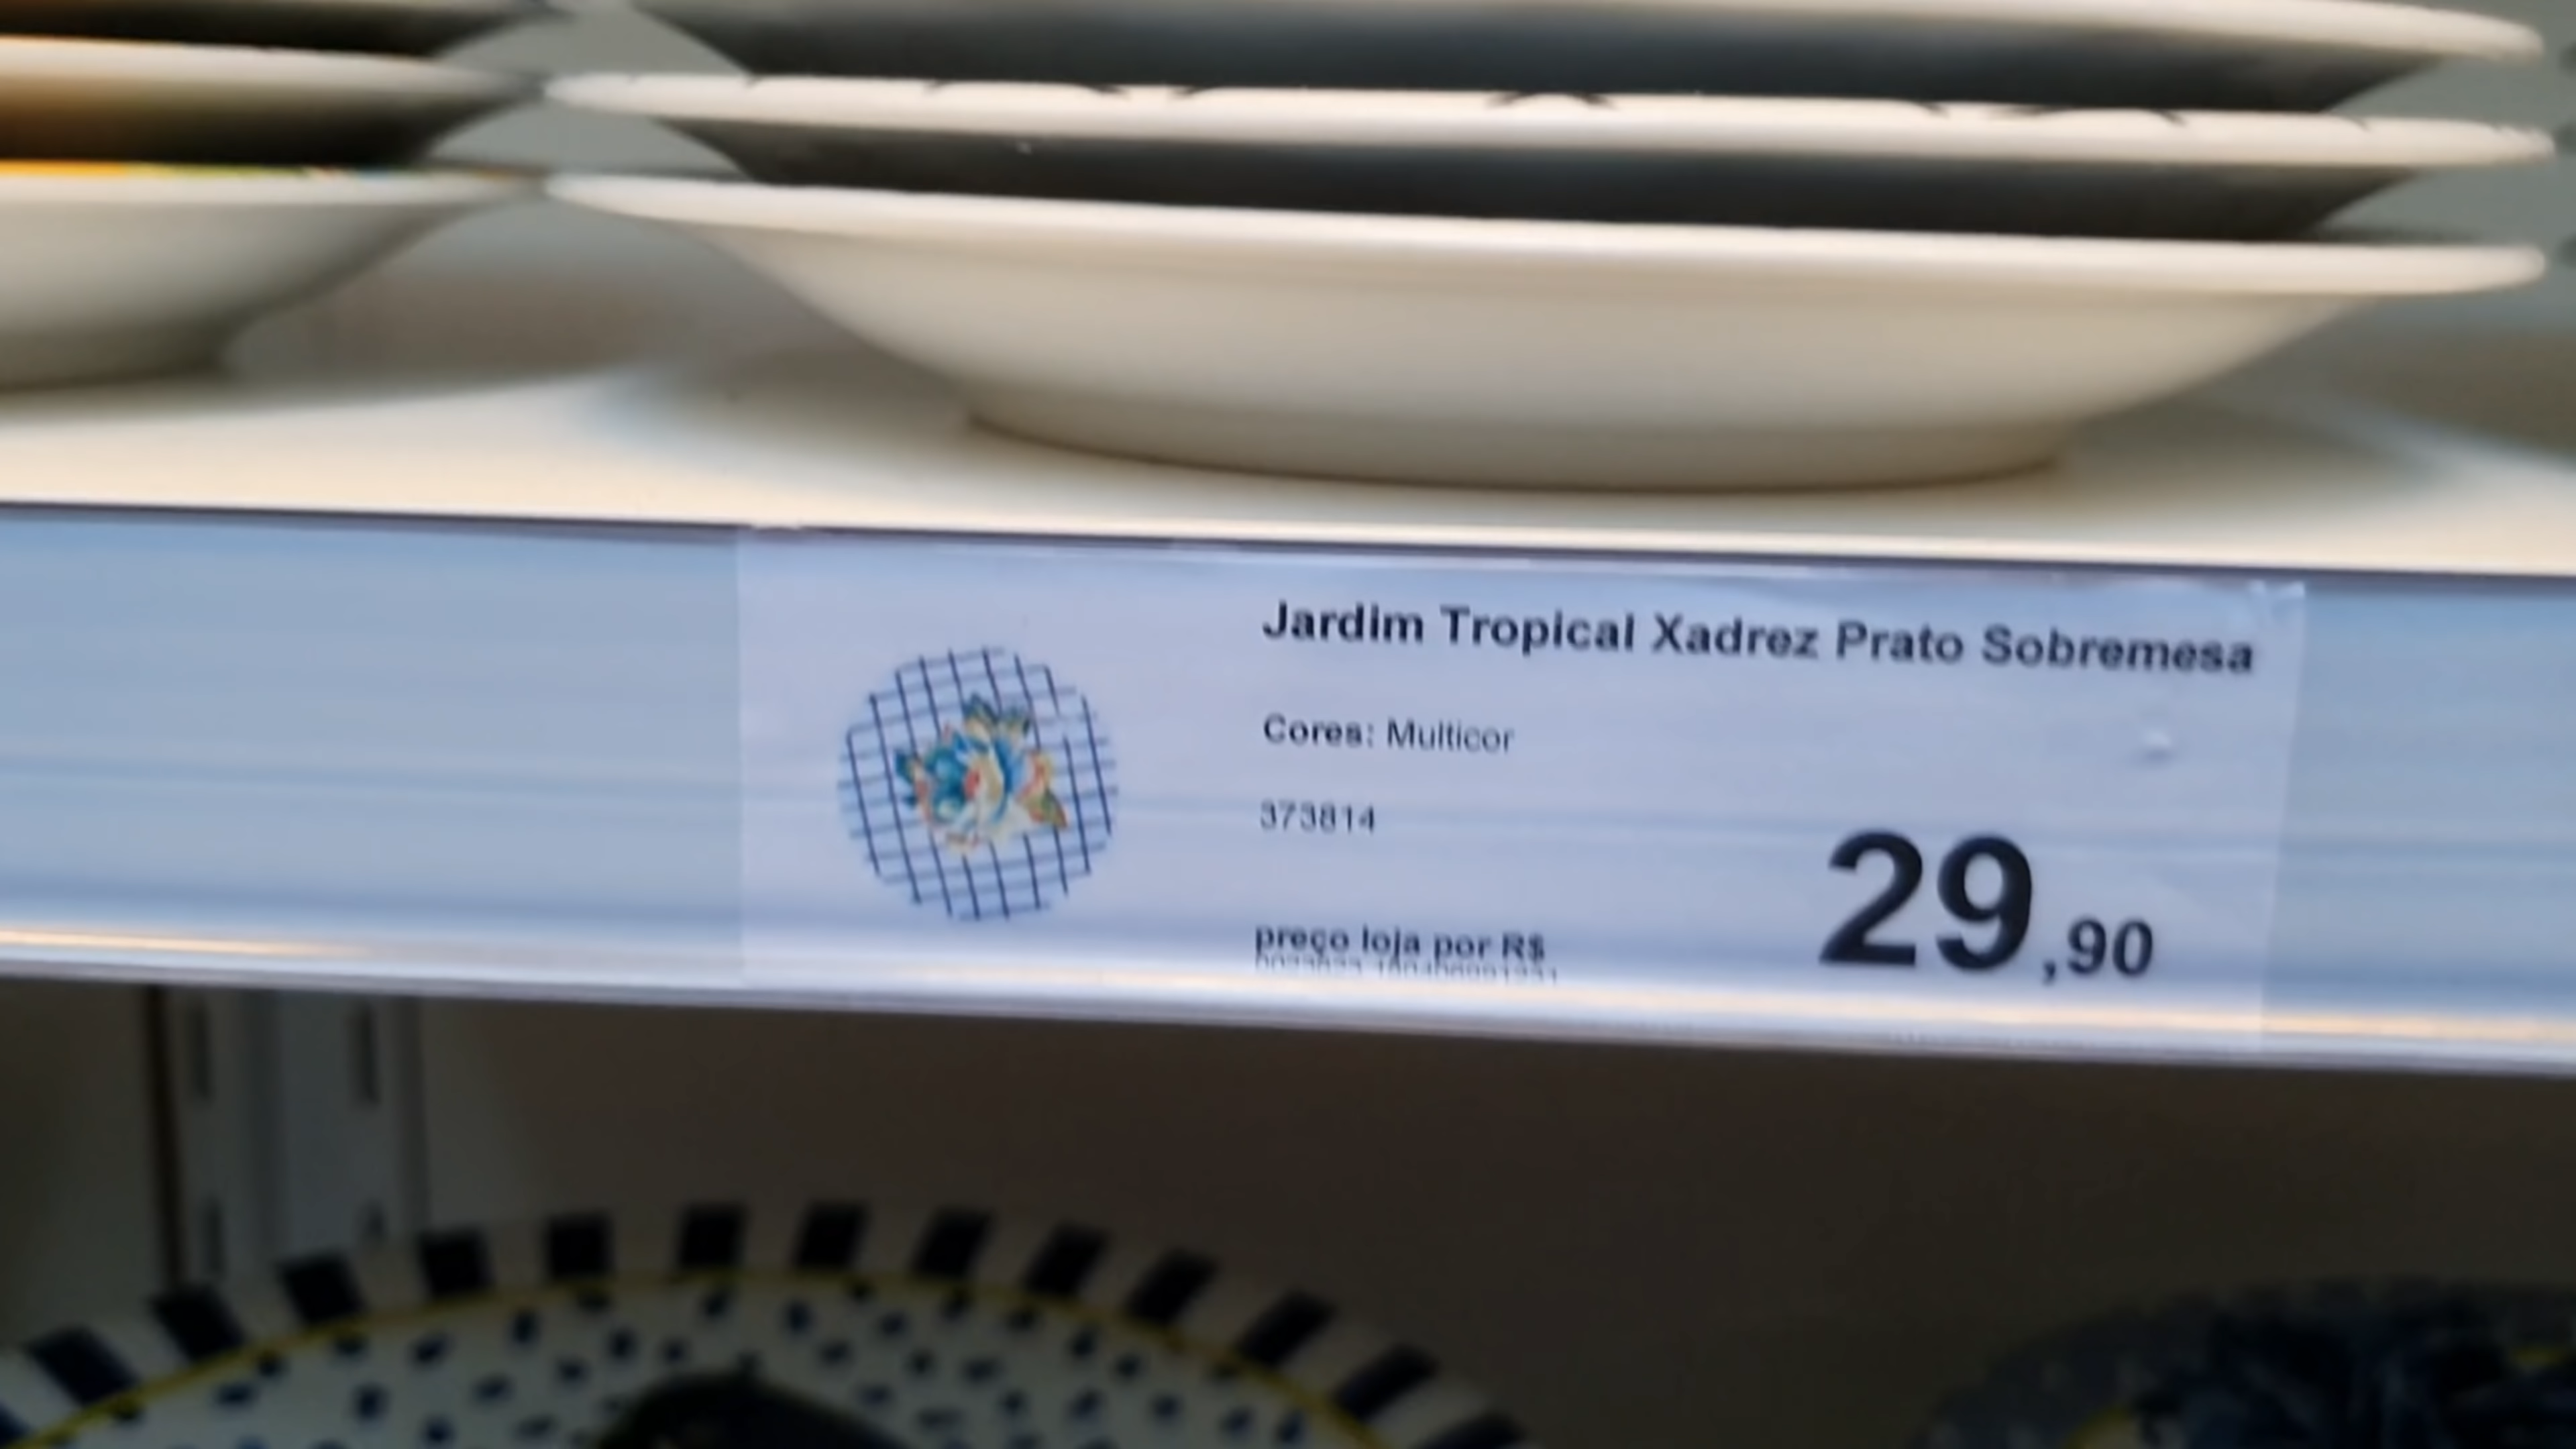 Jardim Tropical Xadrez Prato Sobremesa
Cores: Multicor
373814
preço loja por R$
29,90